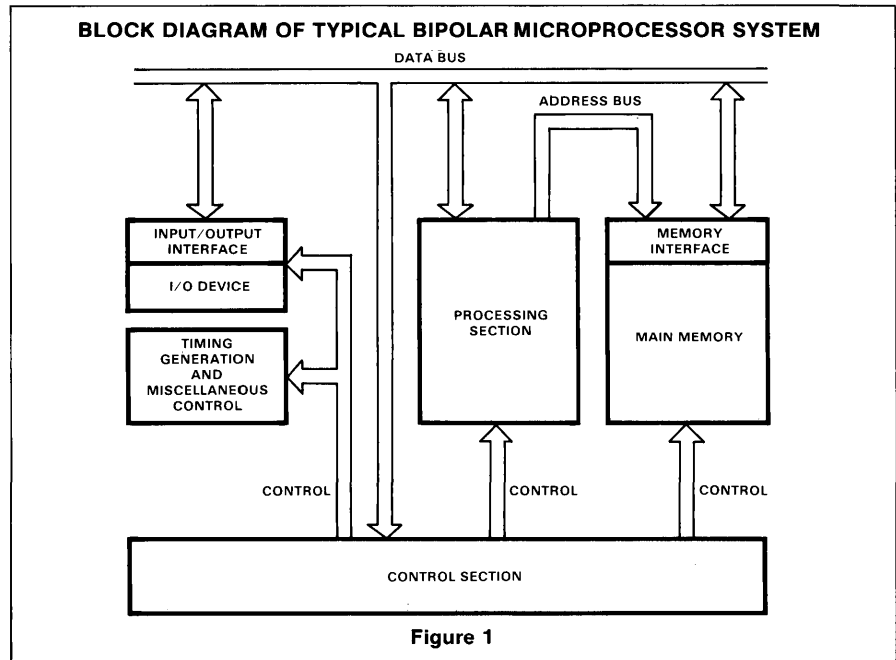 BLOCK DIAGRAM OF TYPICAL BIPOLAR MICROPROCESSOR SYSTEM
DATA BUS
ADDRESS BUS
INPUT/OUTPUT
INTERFACE
I/O DEVICE
TIMING
GENERATION
AND
MISCELLANEOUS
CONTROL
PROCESSING
SECTION
MEMORY
INTERFACE
MAIN MEMORY
CONTROL
CONTROL
CONTROL
CONTROL SECTION
Figure 1